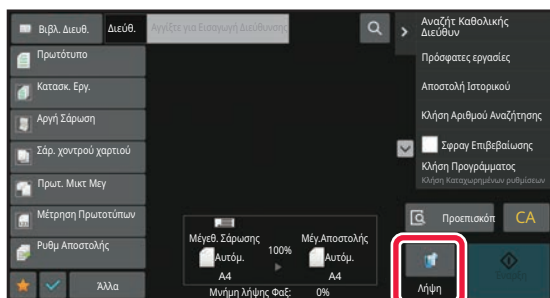 Βιβλ. Διευθ.
Διεύθ.
Αγγίξτε για Εισαγωγή Διεύθυνσης
Αναζήτ Καθολικής
Διεύθυν
Πρωτότυπο
Πρόσφατες εργασίες
Κατασκ. Εργ.
Αποστολή Ιστορικού
Αργή Σάρωση
Κλήση Αριθμού Αναζήτησης
Σάρ. χοντρού χαρτιού
Σφραγ Επιβεβαίωσης
Πρωτ. Μικτ Μεγ
Κλήση Προγράμματος
Κλήση Καταχωρημένων ρυθμίσεων
Μέτρηση Πρωτοτύπων
Προεπισκόπ
CA
Ρυθμ Αποστολής
Μέγεθ. Σάρωσης
100%
Μέγ.Αποστολής
Αυτόμ.
Αυτόμ.
A4
A4
Άλλα
Μνήμη λήψης Φαξ:
0%
Λήψη